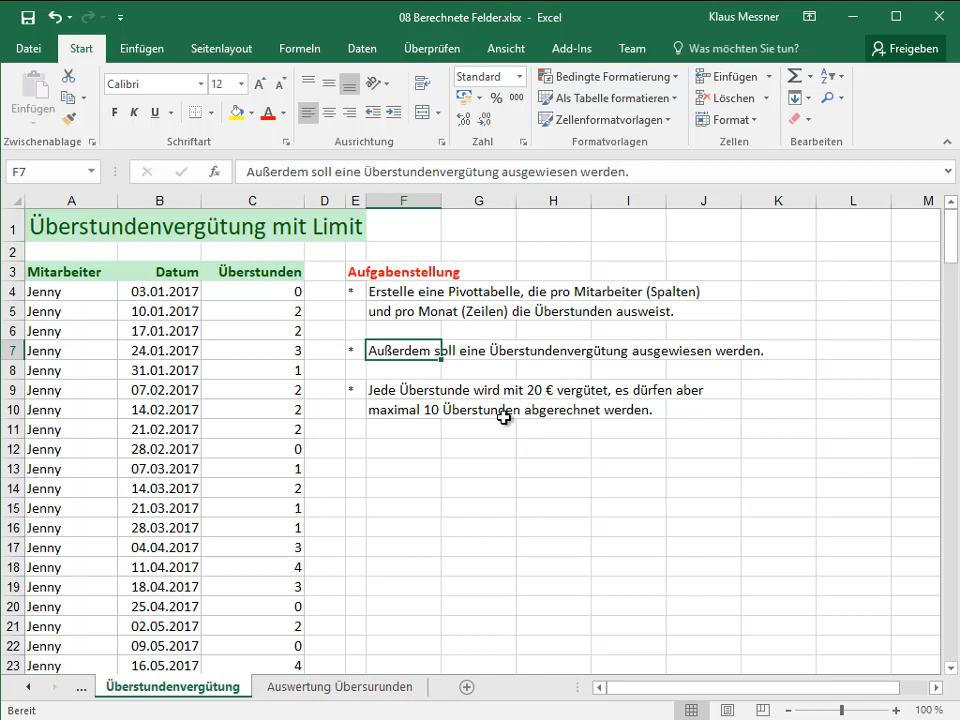 08 Berechnete Felder.xlsx - Excel
Klaus Messner
Datei Start Einfügen Seitenlayout Formeln Daten Überprüfen Ansicht Add-Ins Team Was möchten Sie tun? Freigeben
Einfügen
Calibri 12
F K U
Standard
% 000
Bedingte Formatierung
Als Tabelle formatieren
Zellenformatvorlagen
Einfügen
Löschen
Format
Zwischenablage Schriftart Ausrichtung Zahl Formatvorlagen Zellen Bearbeiten
F7 fx Außerdem soll eine Überstundenvergütung ausgewiesen werden.
A B C D E F G H I J K L M
1 Überstundenvergütung mit Limit
2
3 Mitarbeiter Datum Überstunden Aufgabenstellung
4 Jenny 03.01.2017 0 * Erstelle eine Pivottabelle, die pro Mitarbeiter (Spalten)
5 Jenny 10.01.2017 2 und pro Monat (Zeilen) die Überstunden ausweist.
6 Jenny 17.01.2017 2
7 Jenny 24.01.2017 3 * Außerdem soll eine Überstundenvergütung ausgewiesen werden.
8 Jenny 31.01.2017 1
9 Jenny 07.02.2017 2 * Jede Überstunde wird mit 20 € vergütet, es dürfen aber
10 Jenny 14.02.2017 2 maximal 10 Überstunden abgerechnet werden.
11 Jenny 21.02.2017 2
12 Jenny 28.02.2017 0
13 Jenny 07.03.2017 1
14 Jenny 14.03.2017 2
15 Jenny 21.03.2017 1
16 Jenny 28.03.2017 1
17 Jenny 04.04.2017 3
18 Jenny 11.04.2017 4
19 Jenny 18.04.2017 3
20 Jenny 25.04.2017 0
21 Jenny 02.05.2017 2
22 Jenny 09.05.2017 0
23 Jenny 16.05.2017 4
... Überstundenvergütung Auswertung Übersurunden
Bereit 100 %